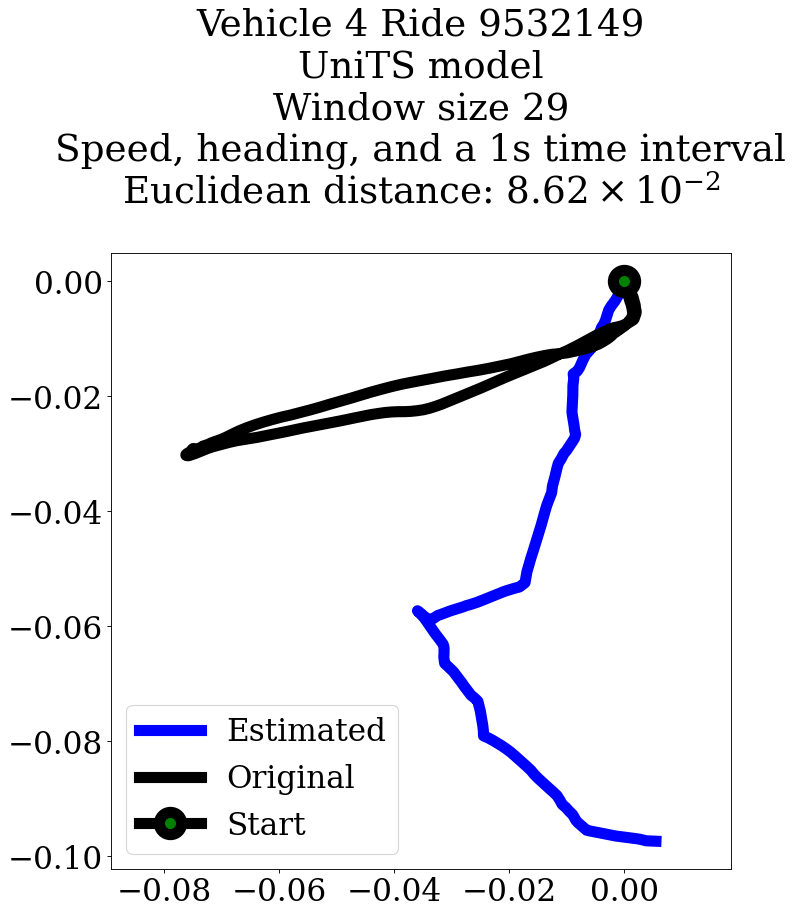 Vehicle 4 Ride 9532149
UniTS model
Window size 29
Speed, heading, and a 1s time interval
Euclidean distance: 8.62 × 10⁻²
0.00
−0.02
−0.04
−0.06
−0.08
−0.10
Estimated
Original
Start
−0.08 −0.06 −0.04 −0.02 0.00